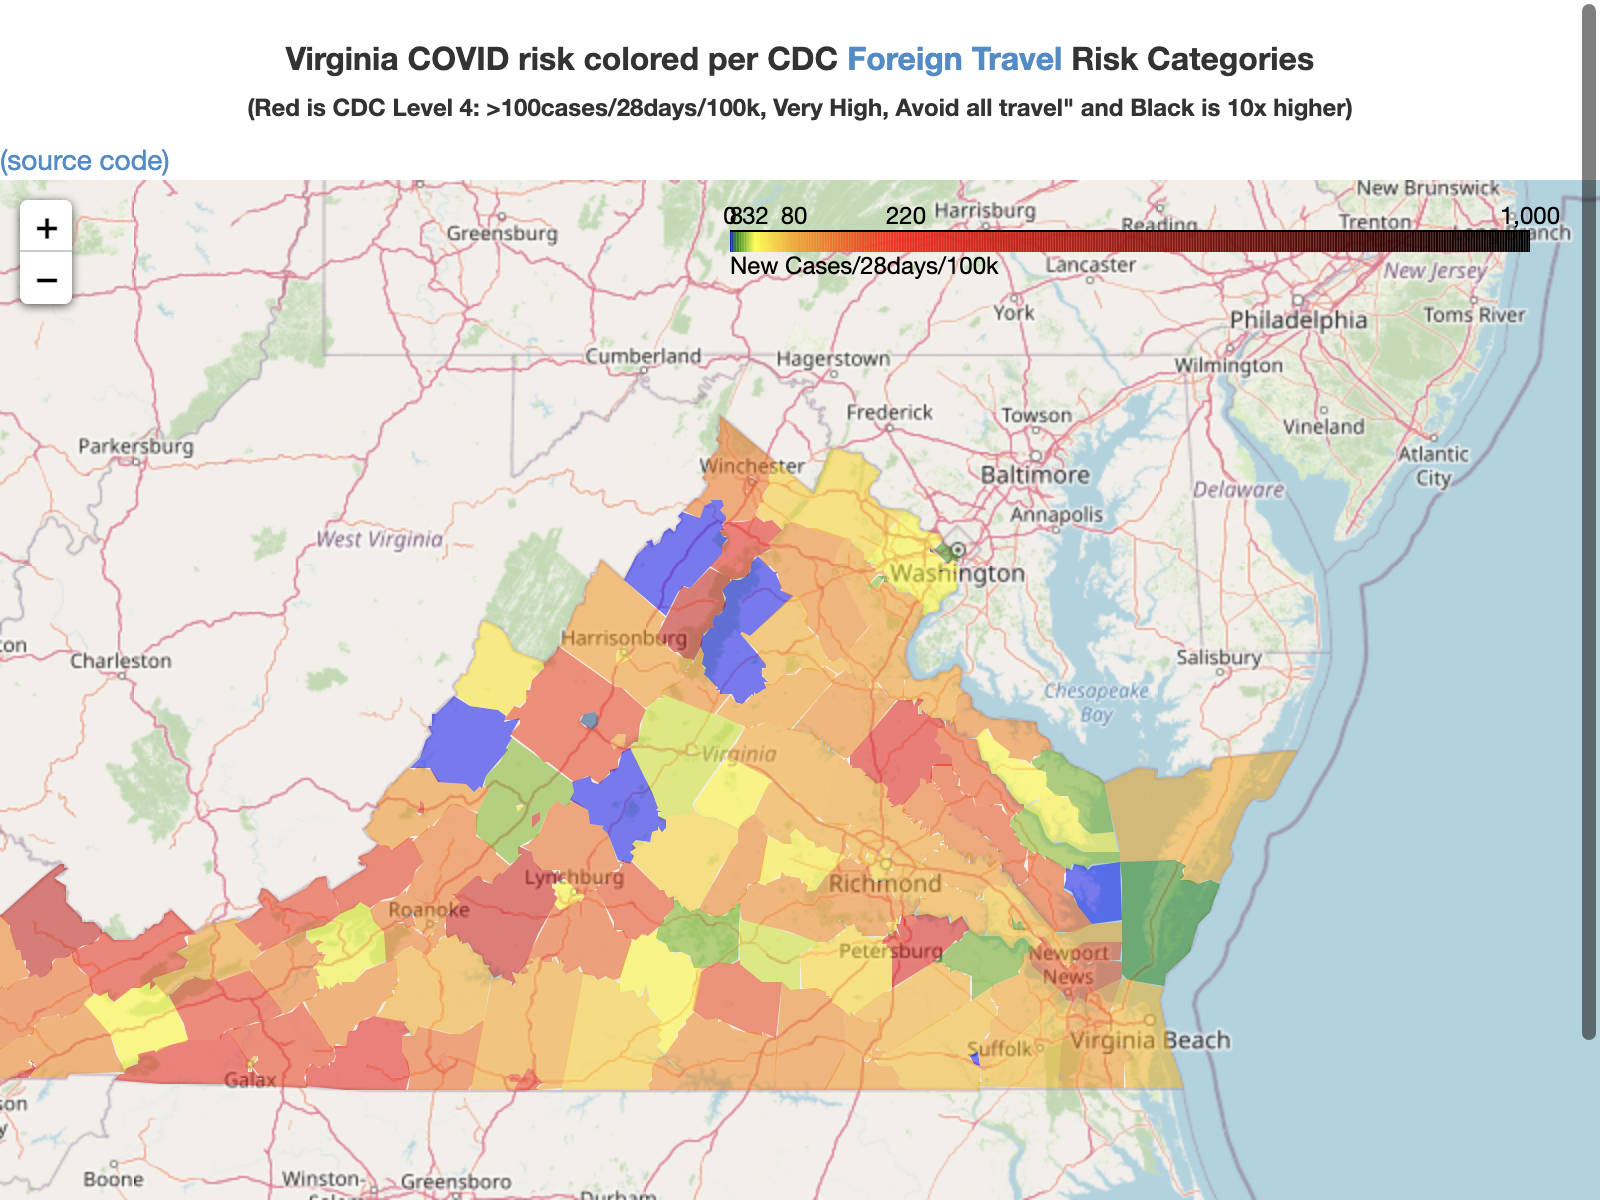 Virginia COVID risk colored per CDC Foreign Travel Risk Categories
(Red is CDC Level 4: >100cases/28days/100k, Very High, Avoid all travel" and Black is 10x higher)
(source code)
+
−
0 8 32 80 220 1,000
New Cases/28days/100k
New Brunswick
Harrisburg
Reading
Trenton
Long Branch
Greensburg
Lancaster
New Jersey
York
Philadelphia
Toms River
Cumberland
Hagerstown
Wilmington
Frederick
Towson
Vineland
Parkersburg
Winchester
Baltimore
Atlantic
City
Delaware
Annapolis
West Virginia
Washington
Harrisonburg
Charleston
Salisbury
Chesapeake
Bay
Virginia
Lynchburg
Richmond
Roanoke
Petersburg
Newport
News
Virginia Beach
Suffolk
Galax
Boone
Winston-
Greensboro
Durham